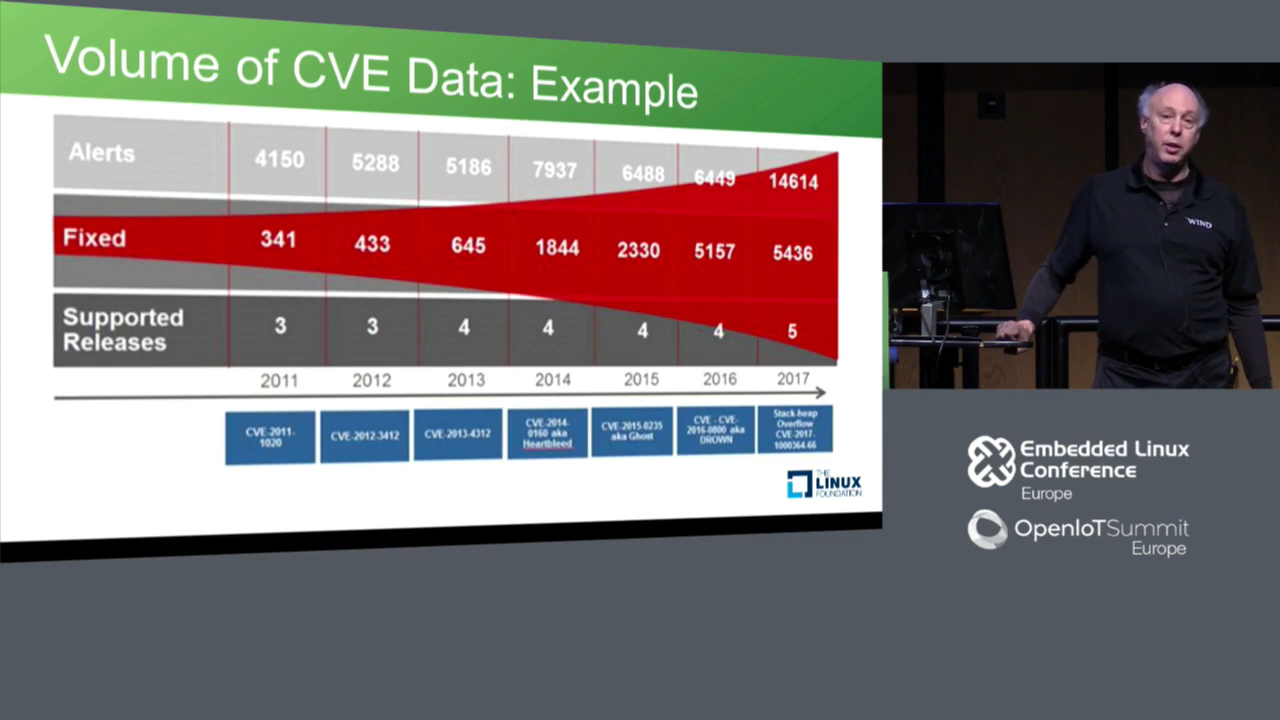 Volume of CVE Data: Example
Alerts 4150 5288 5186 7937 6488 6449 14614
Fixed 341 433 645 1844 2330 5157 5436
Supported
Releases 3 3 4 4 4 4 5
2011 2012 2013 2014 2015 2016 2017
CVE-2011-
1020
CVE-2012-3412
CVE-2013-4312
CVE-2014-
0160 aka
Heartbleed
CVE-2015-0235
aka Ghost
CVE - CVE-
2016-0800 aka
DROWN
Stack-heap
Overflow
CVE-2017-
1000364-66
THE
LINUX
FOUNDATION
WIND
Embedded Linux
Conference
Europe
OpenIoTSummit
Europe